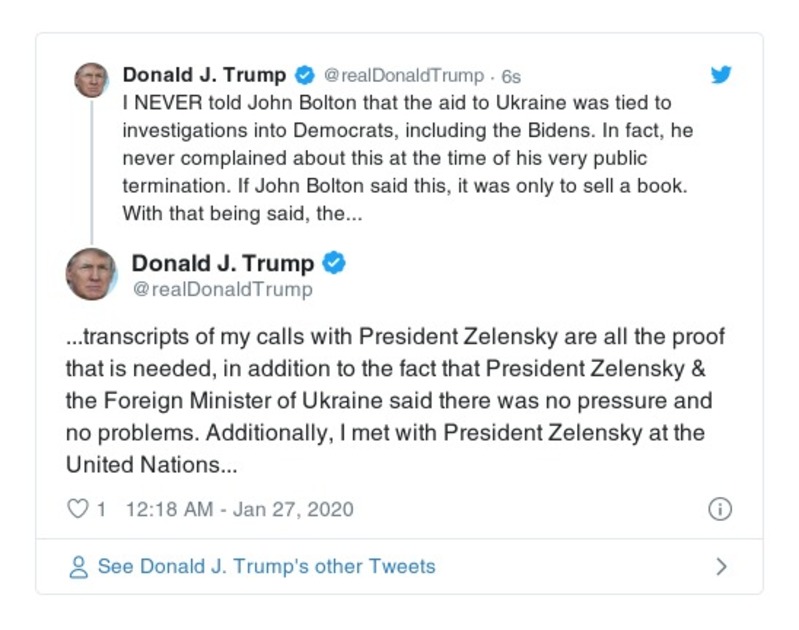 Donald J. Trump @realDonaldTrump · 6s
I NEVER told John Bolton that the aid to Ukraine was tied to
investigations into Democrats, including the Bidens. In fact, he
never complained about this at the time of his very public
termination. If John Bolton said this, it was only to sell a book.
With that being said, the...
Donald J. Trump
@realDonaldTrump
...transcripts of my calls with President Zelensky are all the proof
that is needed, in addition to the fact that President Zelensky &
the Foreign Minister of Ukraine said there was no pressure and
no problems. Additionally, I met with President Zelensky at the
United Nations...
1 12:18 AM - Jan 27, 2020
See Donald J. Trump's other Tweets